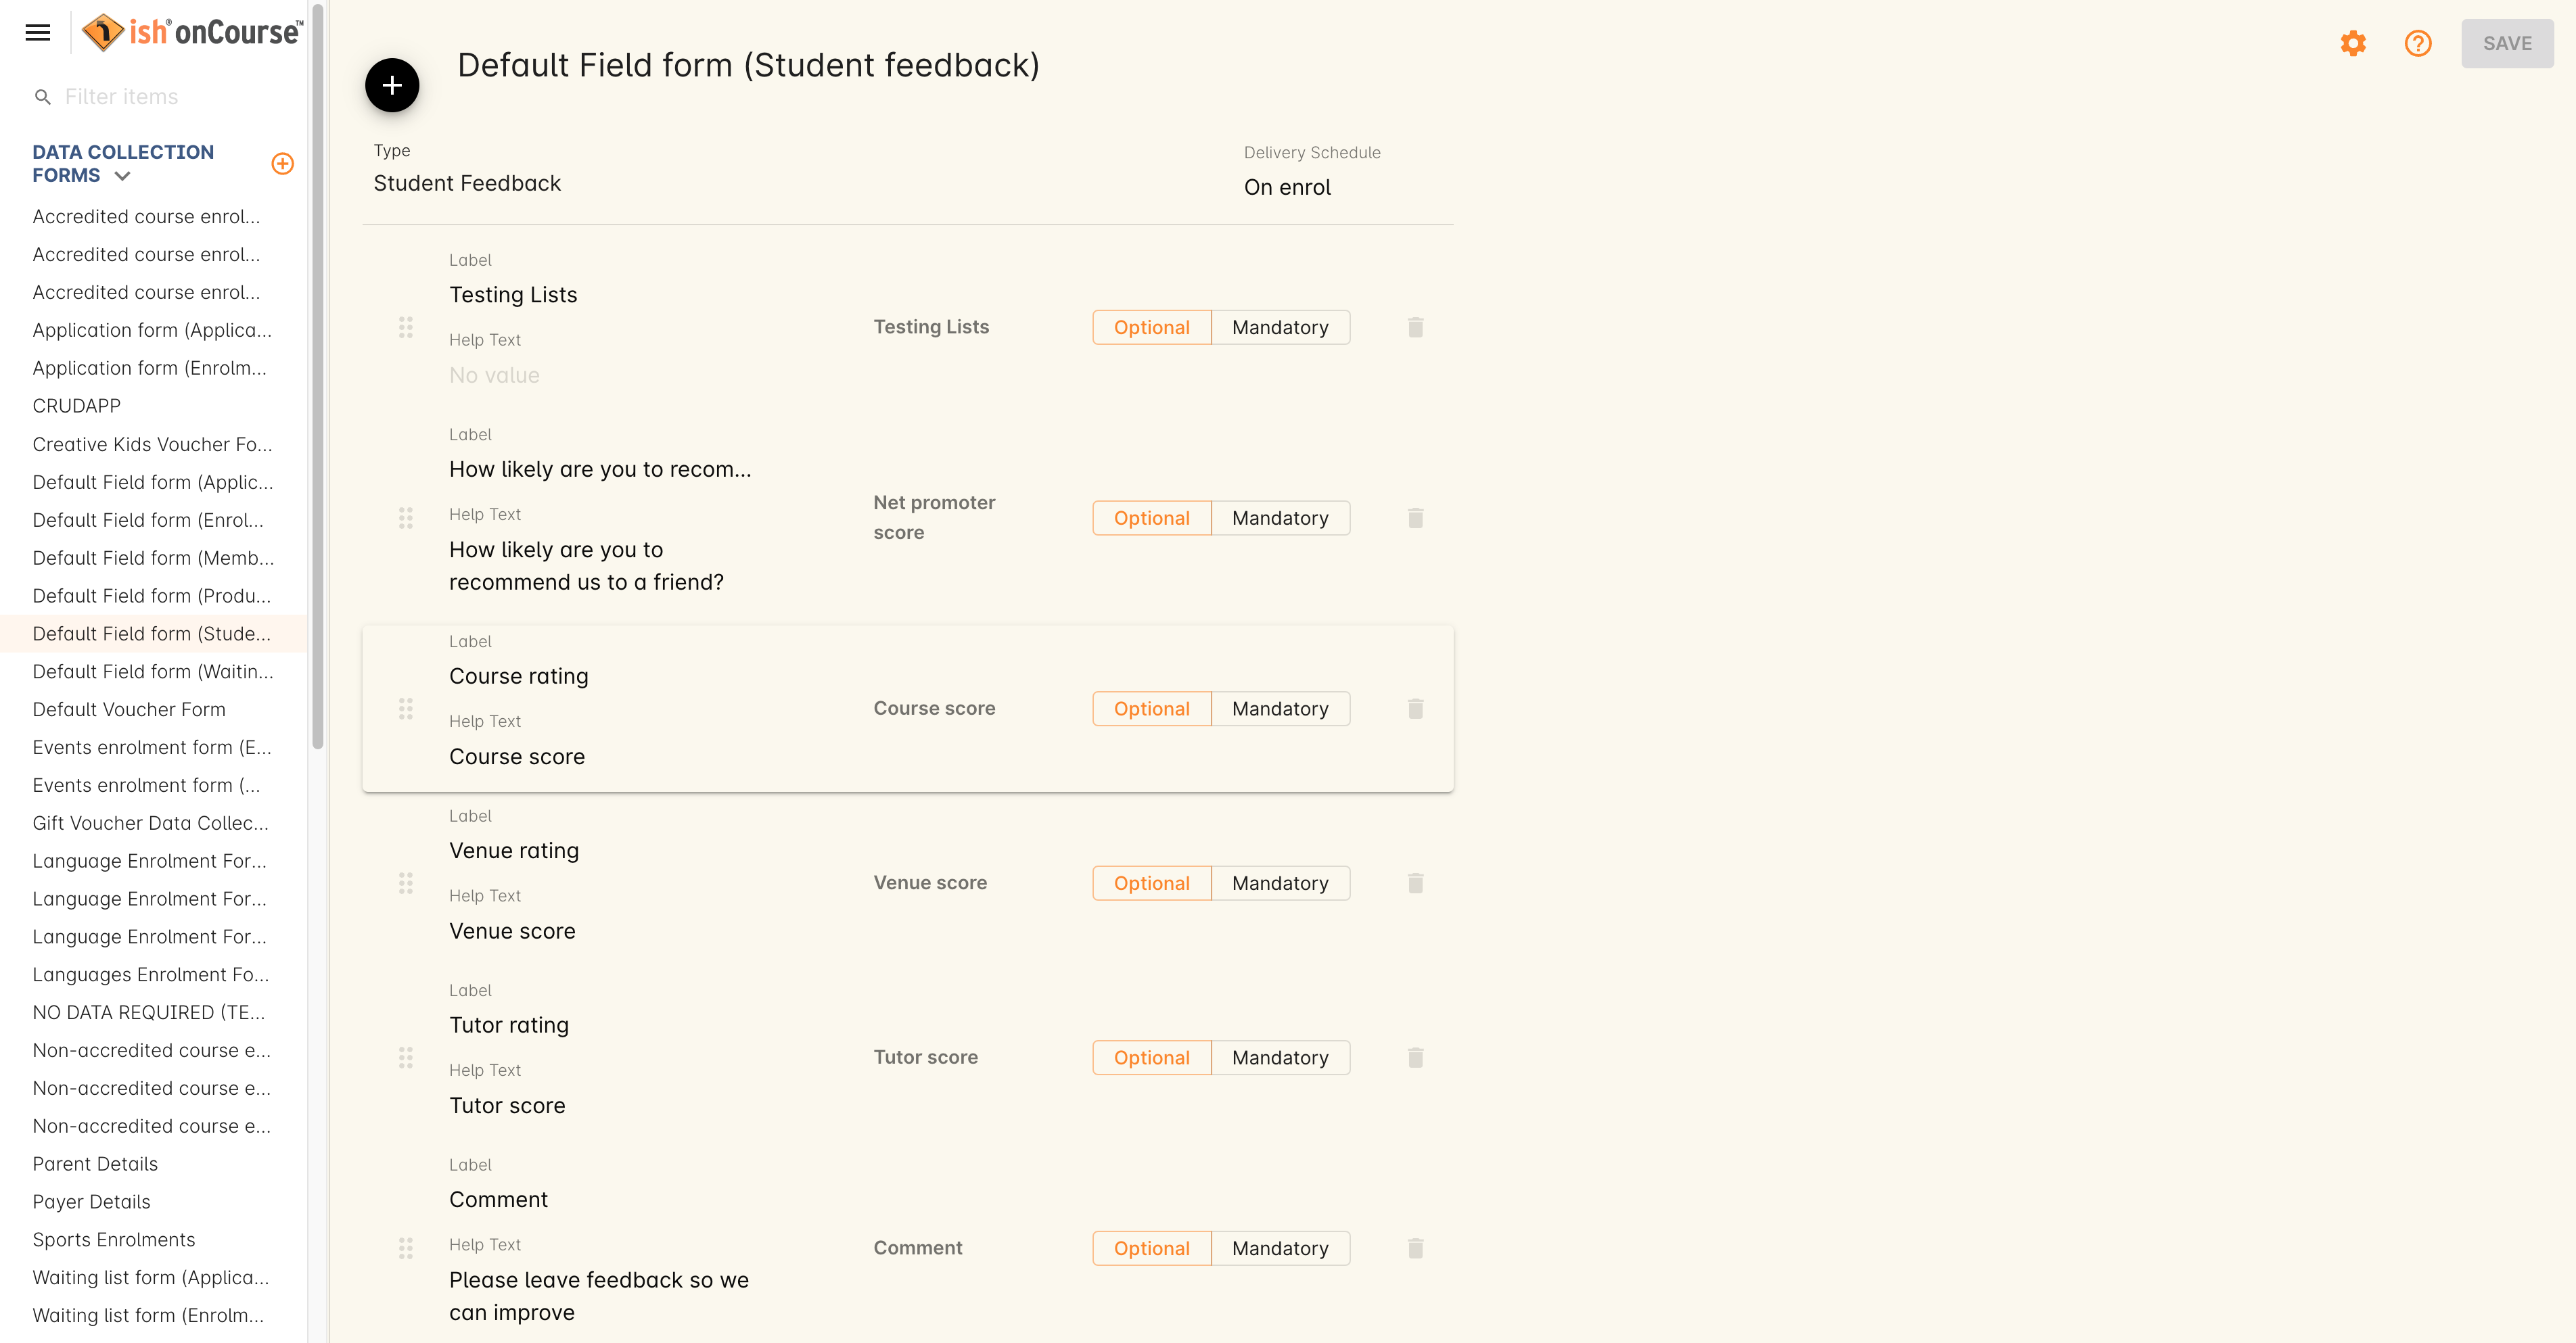 ish® onCourse™
Filter items
DATA COLLECTION
FORMS
Accredited course enrol...
Accredited course enrol...
Accredited course enrol...
Application form (Applica...
Application form (Enrolm...
CRUDAPP
Creative Kids Voucher Fo...
Default Field form (Applic...
Default Field form (Enrol...
Default Field form (Memb...
Default Field form (Produ...
Default Field form (Stude...
Default Field form (Waitin...
Default Voucher Form
Events enrolment form (E...
Events enrolment form (...
Gift Voucher Data Collec...
Language Enrolment For...
Language Enrolment For...
Language Enrolment For...
Languages Enrolment Fo...
NO DATA REQUIRED (TE...
Non-accredited course e...
Non-accredited course e...
Non-accredited course e...
Parent Details
Payer Details
Sports Enrolments
Waiting list form (Applica...
Waiting list form (Enrolm...
Default Field form (Student feedback)
SAVE
Type
Student Feedback
Delivery Schedule
On enrol
Label
Testing Lists
Help Text
No value
Testing Lists
Optional Mandatory
Label
How likely are you to recom...
Help Text
How likely are you to
recommend us to a friend?
Net promoter
score
Optional Mandatory
Label
Course rating
Help Text
Course score
Course score
Optional Mandatory
Label
Venue rating
Help Text
Venue score
Venue score
Optional Mandatory
Label
Tutor rating
Help Text
Tutor score
Tutor score
Optional Mandatory
Label
Comment
Help Text
Please leave feedback so we
can improve
Comment
Optional Mandatory